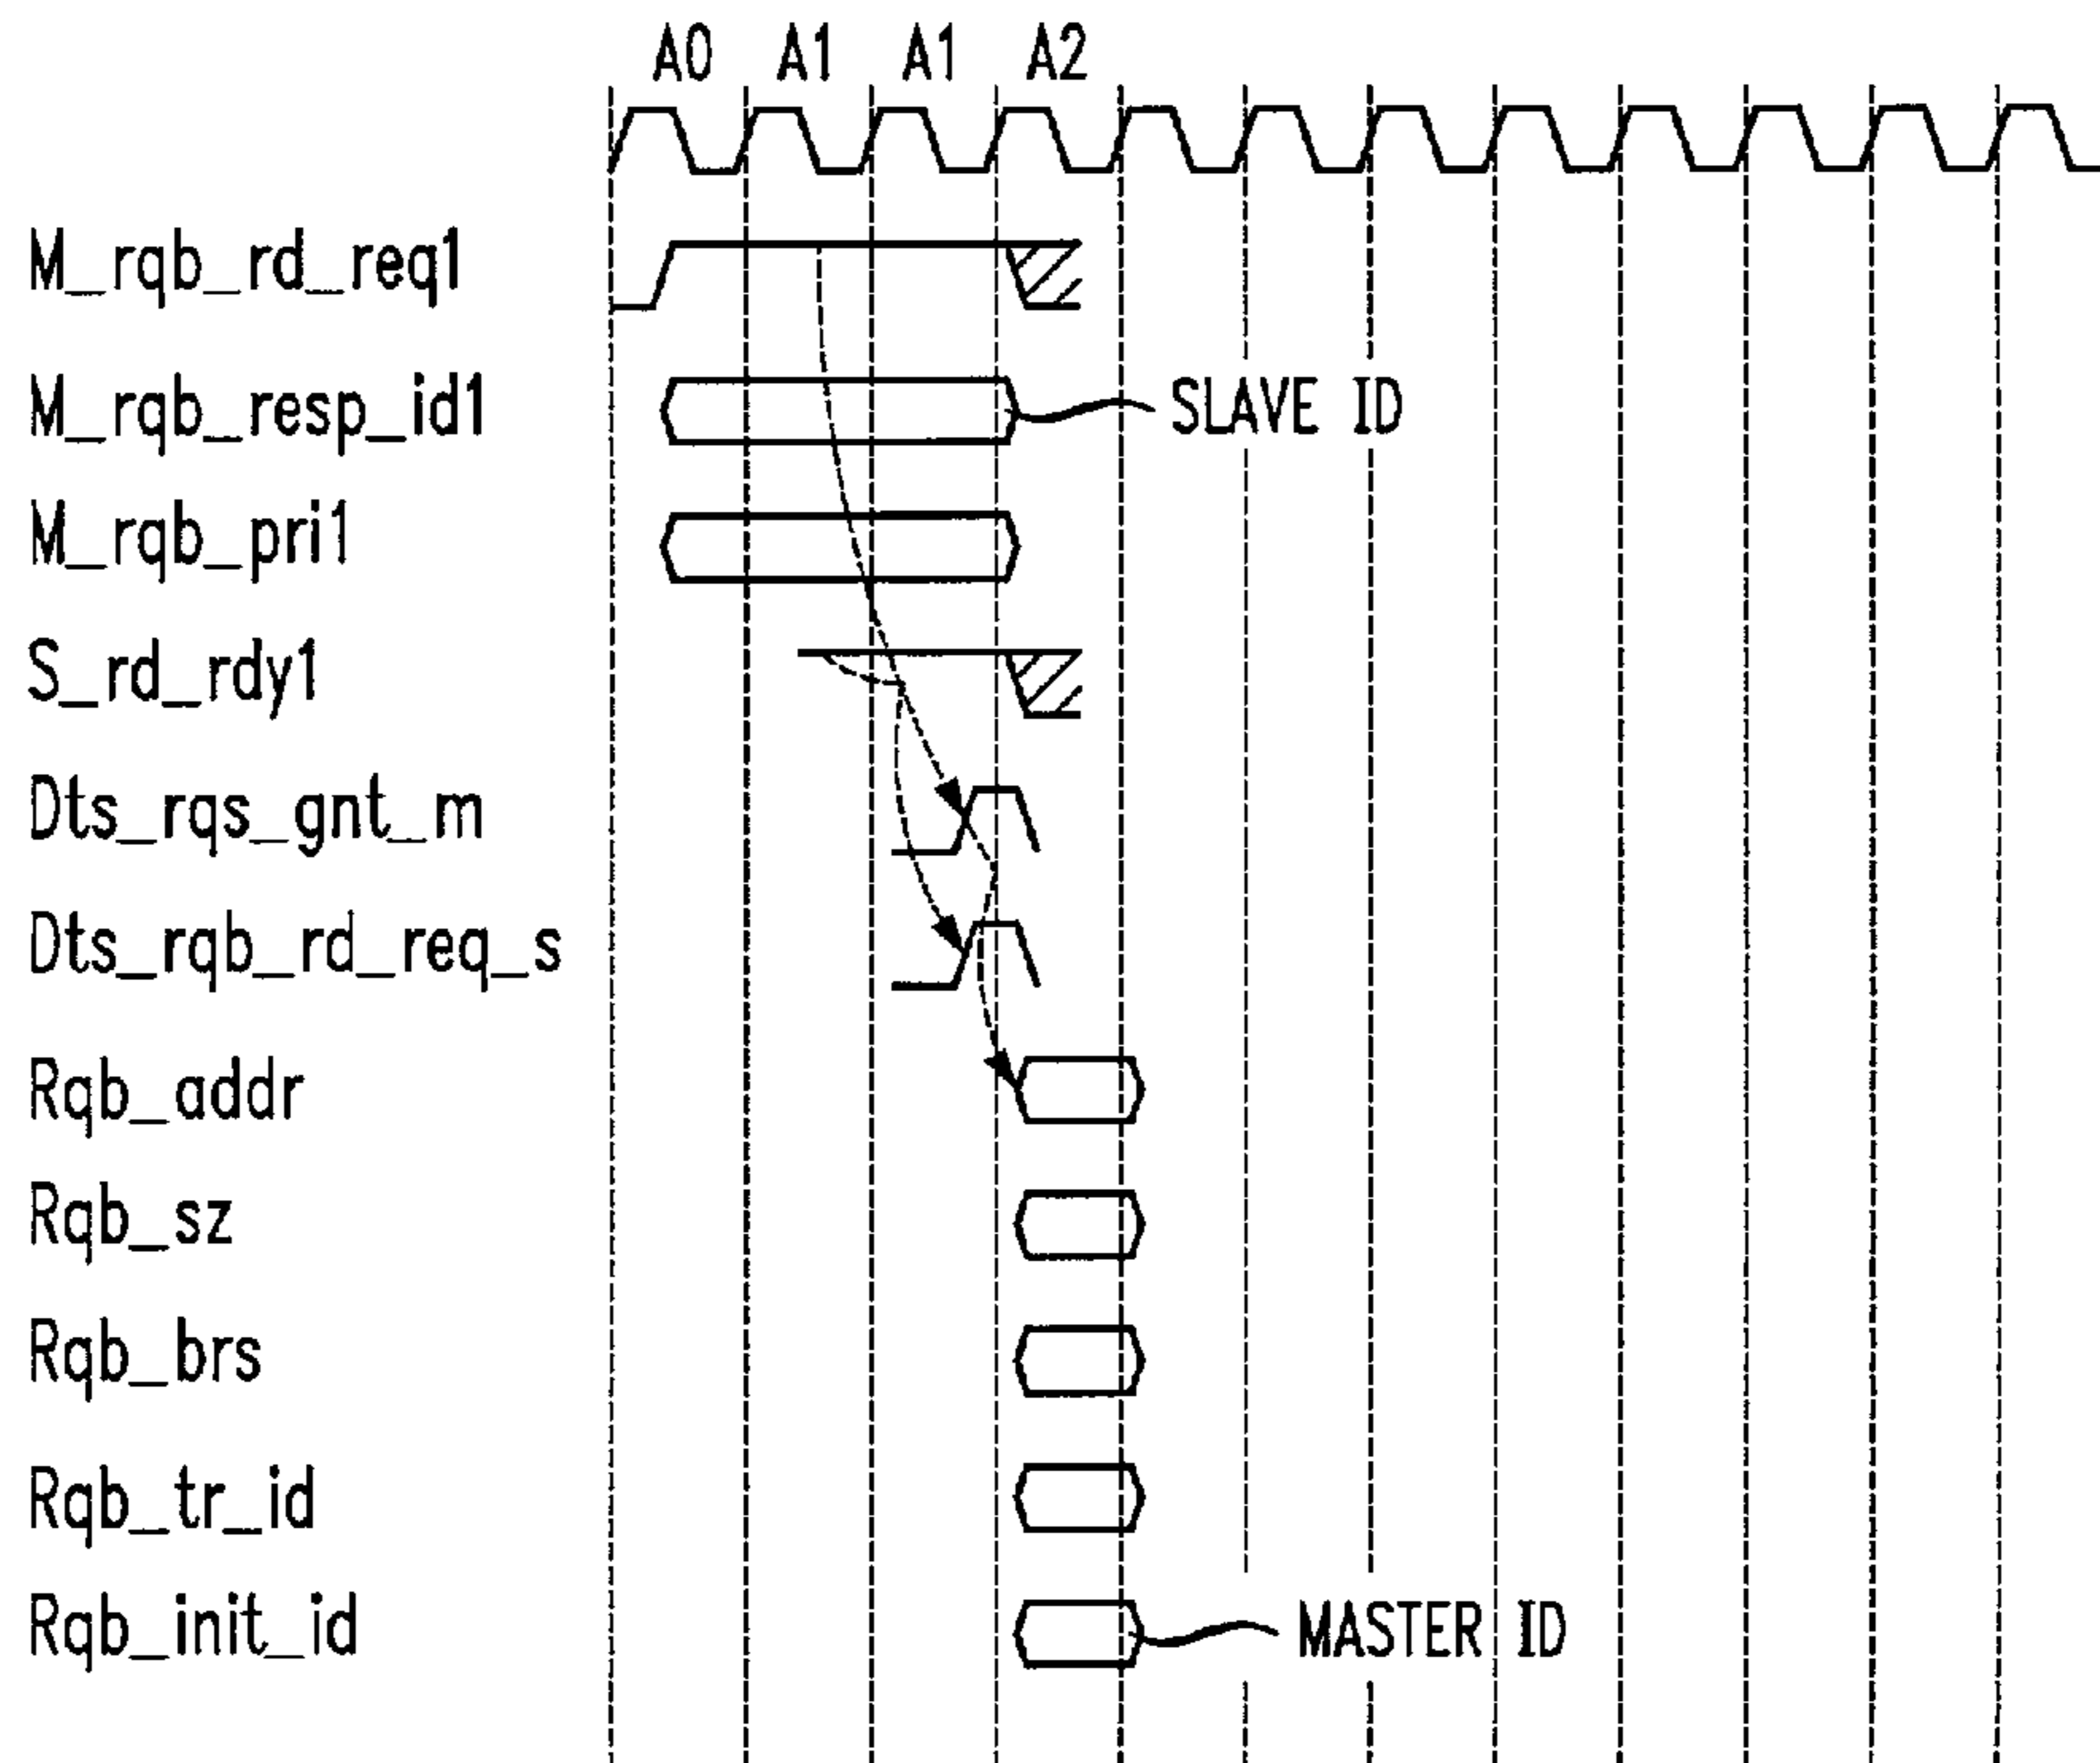 A0 A1 A1 A2
M_rqb_rd_req1
M_rqb_resp_id1 SLAVE ID
M_rqb_pri1
S_rd_rdy1
Dts_rqs_gnt_m
Dts_rqb_rd_req_s
Rqb_addr
Rqb_sz
Rqb_brs
Rqb_tr_id
Rqb_init_id MASTER ID